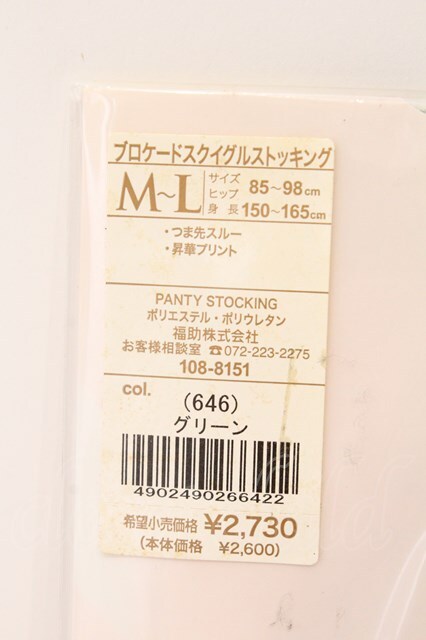 ブロケードスクイグルストッキング
M~L サイズ
ヒップ 85~98cm
身長 150~165cm
・つま先スルー
・昇華プリント
PANTY STOCKING
ポリエステル・ポリウレタン
福助株式会社
お客様相談室 ☎072-223-2275
108-8151
col.
(646)
グリーン
4902490266422
希望小売価格 ¥2,730
(本体価格 ¥2,600)